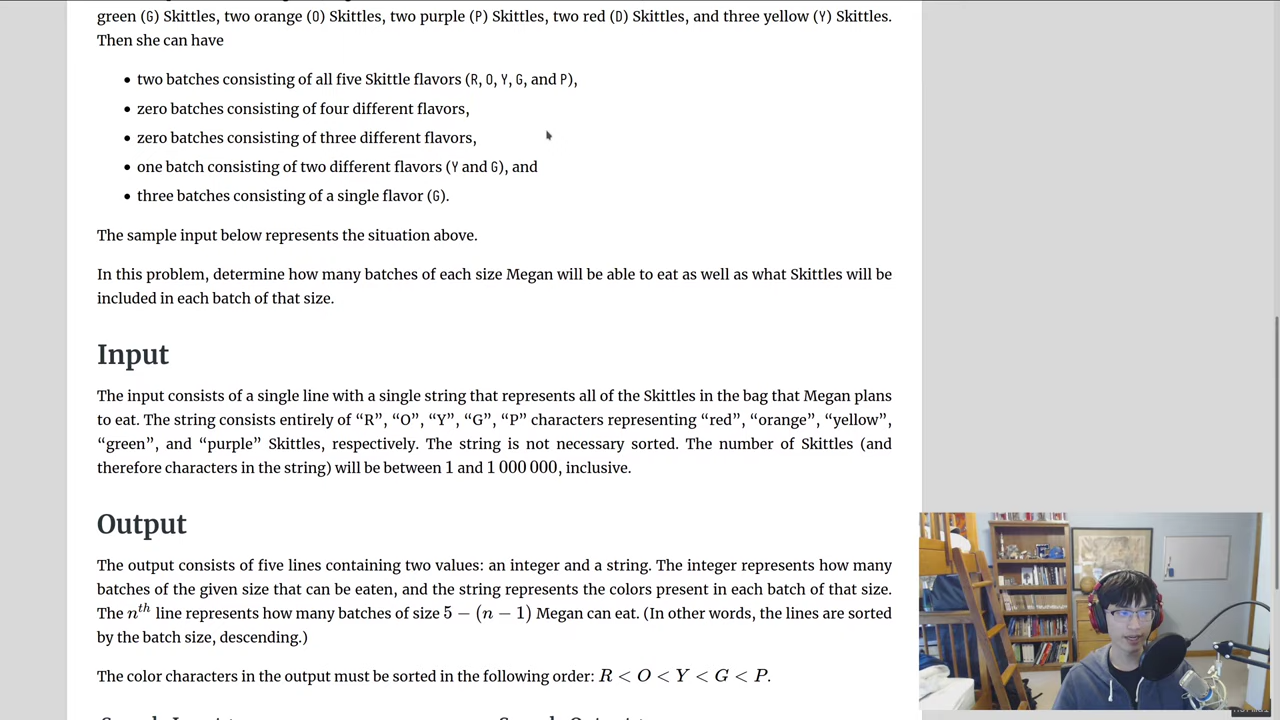 green (G) Skittles, two orange (O) Skittles, two purple (P) Skittles, two red (D) Skittles, and three yellow (Y) Skittles.
Then she can have
• two batches consisting of all five Skittle flavors (R, O, Y, G, and P),
• zero batches consisting of four different flavors,
• zero batches consisting of three different flavors,
• one batch consisting of two different flavors (Y and G), and
• three batches consisting of a single flavor (G).
The sample input below represents the situation above.
In this problem, determine how many batches of each size Megan will be able to eat as well as what Skittles will be
included in each batch of that size.
Input
The input consists of a single line with a single string that represents all of the Skittles in the bag that Megan plans
to eat. The string consists entirely of “R”, “O”, “Y”, “G”, “P” characters representing “red”, “orange”, “yellow”,
“green”, and “purple” Skittles, respectively. The string is not necessary sorted. The number of Skittles (and
therefore characters in the string) will be between 1 and 1 000 000, inclusive.
Output
The output consists of five lines containing two values: an integer and a string. The integer represents how many
batches of the given size that can be eaten, and the string represents the colors present in each batch of that size.
The n^th line represents how many batches of size 5 − (n − 1) Megan can eat. (In other words, the lines are sorted
by the batch size, descending.)
The color characters in the output must be sorted in the following order: R < O < Y < G < P.